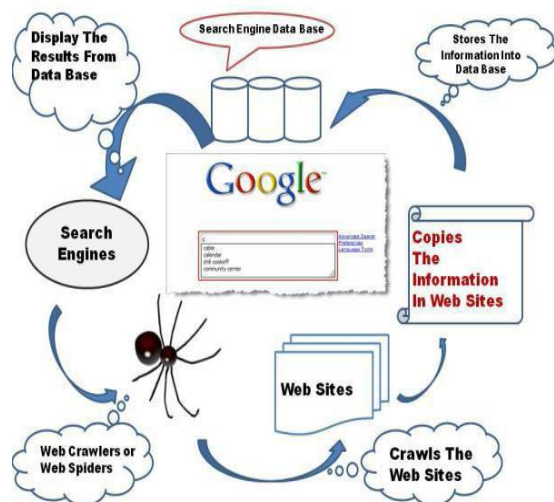 Display The
Results From
Data Base
Search Engine Data Base
Stores The
Information Into
Data Base
Google™
c
cable
calendar
chili cookoff
community center
Advanced Search
Preferences
Language Tools
Search
Engines
Copies
The
Information
In Web Sites
Web Sites
Web Crawlers or
Web Spiders
Crawls The
Web Sites